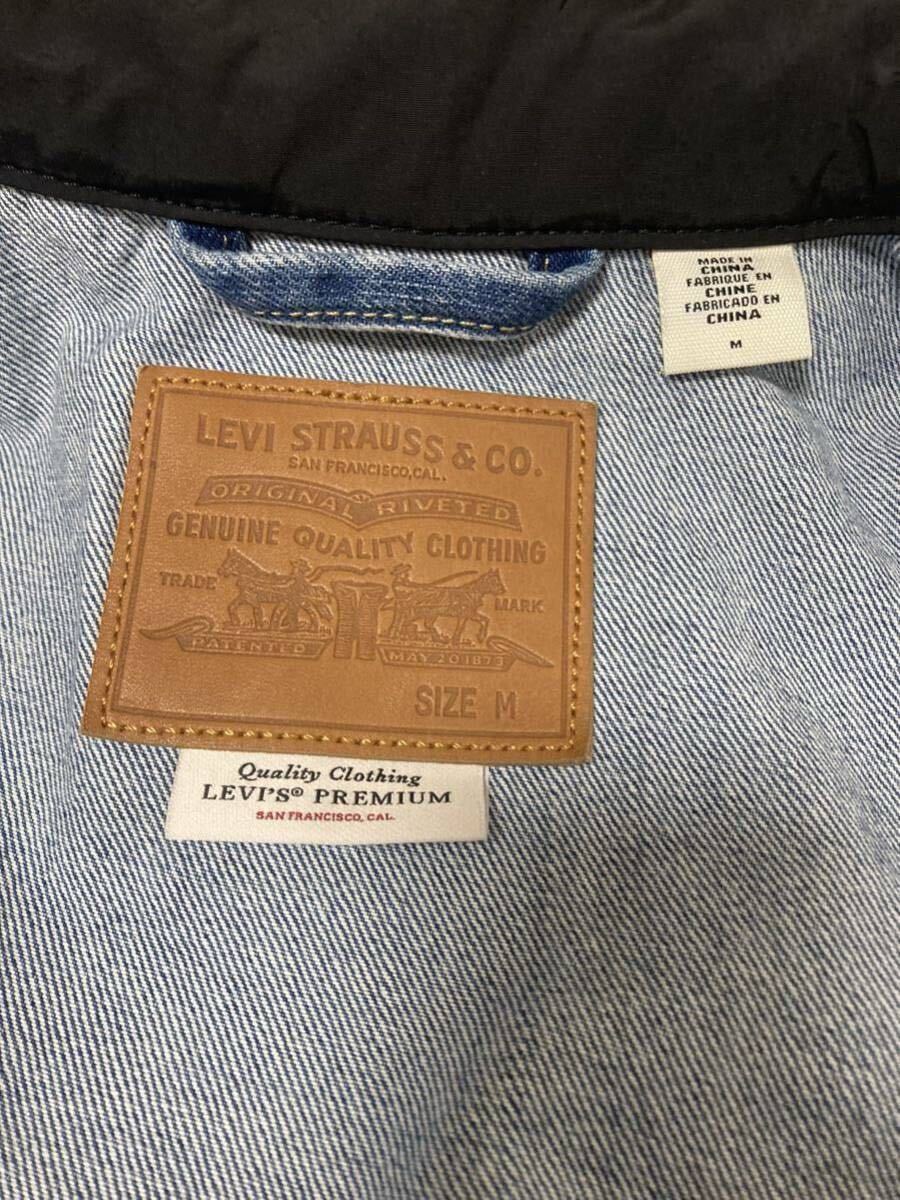 MADE IN
CHINA
FABRIQUE EN
CHINE
FABRICADO EN
CHINA
M
LEVI STRAUSS & CO.
SAN FRANCISCO, CAL.
ORIGINAL RIVETED
GENUINE QUALITY CLOTHING
TRADE MARK
PATENTED MAY 20 1873
SIZE M
Quality Clothing
LEVI'S® PREMIUM
SAN FRANCISCO, CAL.